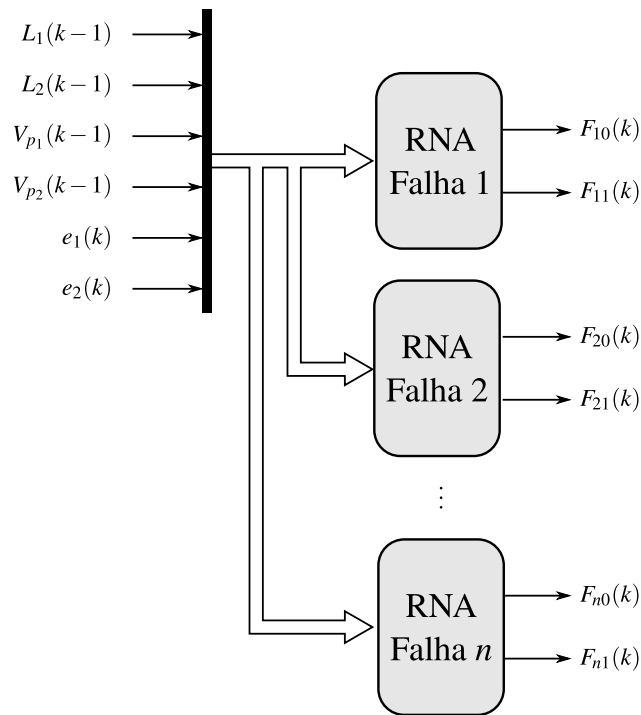 L₁(k−1)
L₂(k−1)
Vₚ₁(k−1)
Vₚ₂(k−1)
e₁(k)
e₂(k)
RNA
Falha 1
F₁₀(k)
F₁₁(k)
RNA
Falha 2
F₂₀(k)
F₂₁(k)
⋮
RNA
Falha n
Fₙ₀(k)
Fₙ₁(k)